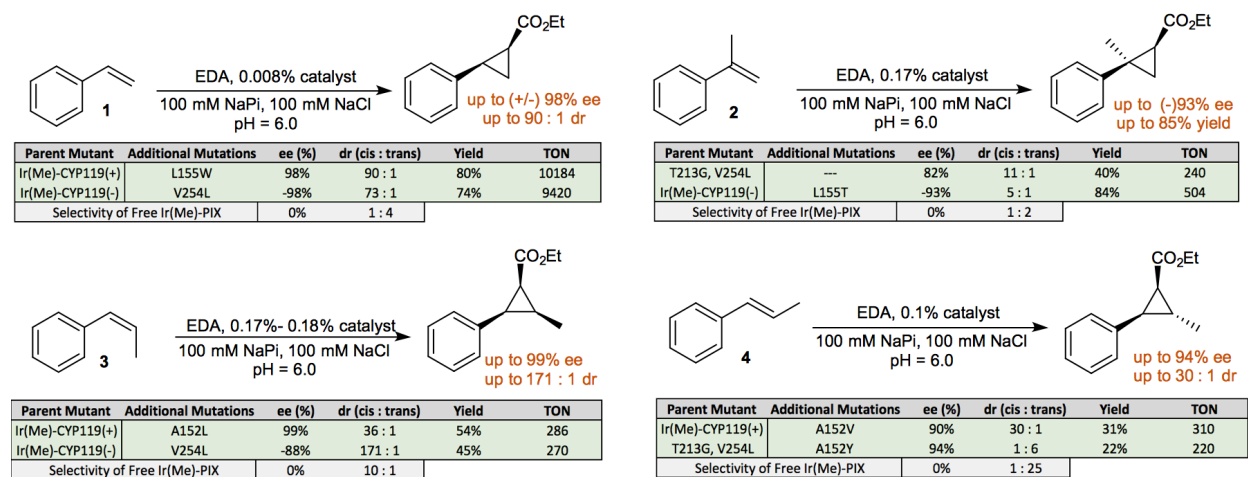 CO₂Et
EDA, 0.008% catalyst
100 mM NaPi, 100 mM NaCl
pH = 6.0
1
up to (+/-) 98% ee
up to 90 : 1 dr
Parent Mutant Additional Mutations ee (%) dr (cis : trans) Yield TON
Ir(Me)-CYP119(+) L155W 98% 90 : 1 80% 10184
Ir(Me)-CYP119(-) V254L -98% 73 : 1 74% 9420
Selectivity of Free Ir(Me)-PIX 0% 1 : 4
CO₂Et
EDA, 0.17% catalyst
100 mM NaPi, 100 mM NaCl
pH = 6.0
2
up to (-)93% ee
up to 85% yield
Parent Mutant Additional Mutations ee (%) dr (cis : trans) Yield TON
T213G, V254L --- 82% 11 : 1 40% 240
Ir(Me)-CYP119(-) L155T -93% 5 : 1 84% 504
Selectivity of Free Ir(Me)-PIX 0% 1 : 2
CO₂Et
EDA, 0.17%- 0.18% catalyst
100 mM NaPi, 100 mM NaCl
pH = 6.0
3
up to 99% ee
up to 171 : 1 dr
Parent Mutant Additional Mutations ee (%) dr (cis : trans) Yield TON
Ir(Me)-CYP119(+) A152L 99% 36 : 1 54% 286
Ir(Me)-CYP119(-) V254L -88% 171 : 1 45% 270
Selectivity of Free Ir(Me)-PIX 0% 10 : 1
CO₂Et
EDA, 0.1% catalyst
100 mM NaPi, 100 mM NaCl
pH = 6.0
4
up to 94% ee
up to 30 : 1 dr
Parent Mutant Additional Mutations ee (%) dr (cis : trans) Yield TON
Ir(Me)-CYP119(+) A152V 90% 30 : 1 31% 310
T213G, V254L A152Y 94% 1 : 6 22% 220
Selectivity of Free Ir(Me)-PIX 0% 1 : 25